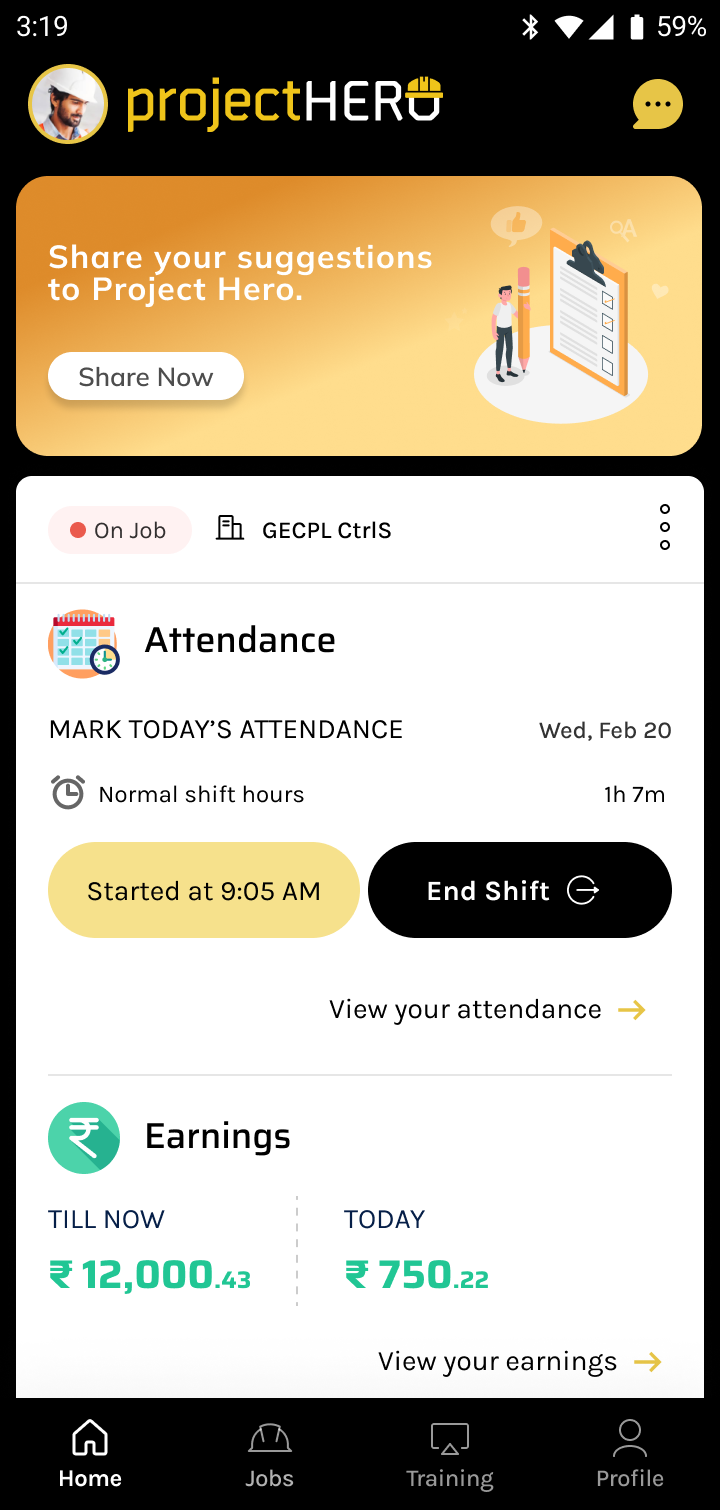 3:19
59%
projectHERO
Share your suggestions
to Project Hero.
Share Now
On Job
GECPL CtrlS
Attendance
MARK TODAY’S ATTENDANCE
Wed, Feb 20
Normal shift hours
1h 7m
Started at 9:05 AM
End Shift
View your attendance
Earnings
TILL NOW
TODAY
₹ 12,000.43
₹ 750.22
View your earnings
Home
Jobs
Training
Profile